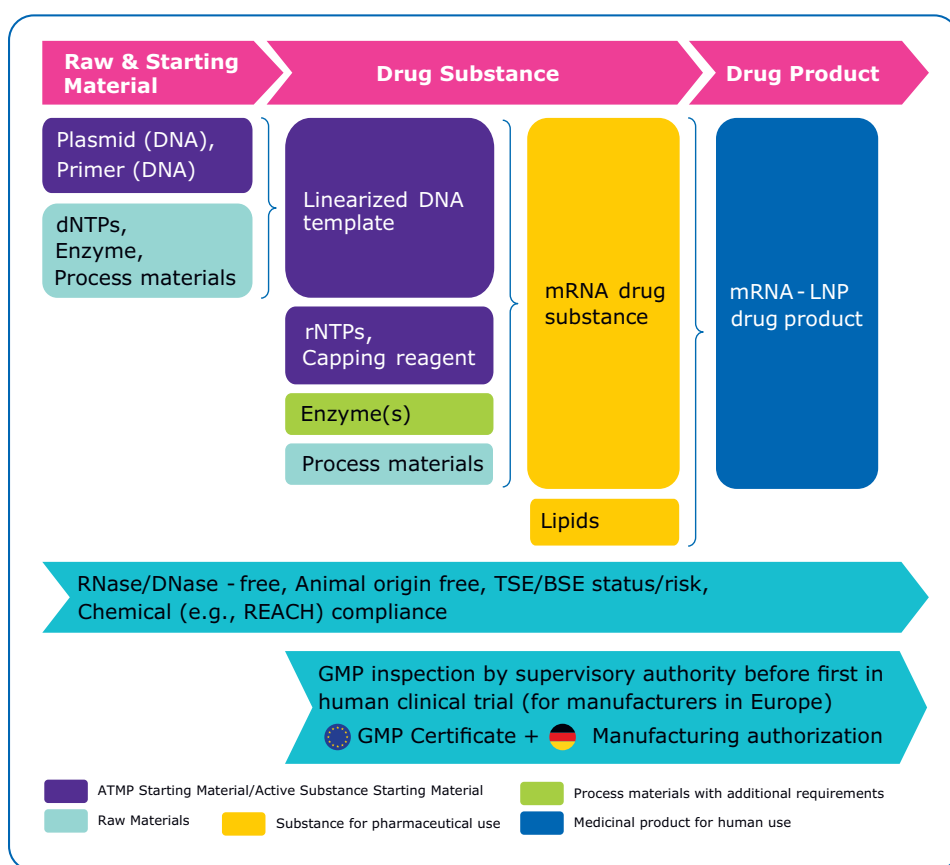 Raw & Starting
Material
Drug Substance
Drug Product
Plasmid (DNA),
Primer (DNA)
dNTPs,
Enzyme,
Process materials
Linearized DNA
template
rNTPs,
Capping reagent
Enzyme(s)
Process materials
mRNA drug
substance
Lipids
mRNA - LNP
drug product
RNase/DNase - free, Animal origin free, TSE/BSE status/risk,
Chemical (e.g., REACH) compliance
GMP inspection by supervisory authority before first in
human clinical trial (for manufacturers in Europe)
GMP Certificate + Manufacturing authorization
ATMP Starting Material/Active Substance Starting Material
Process materials with additional requirements
Raw Materials
Substance for pharmaceutical use
Medicinal product for human use